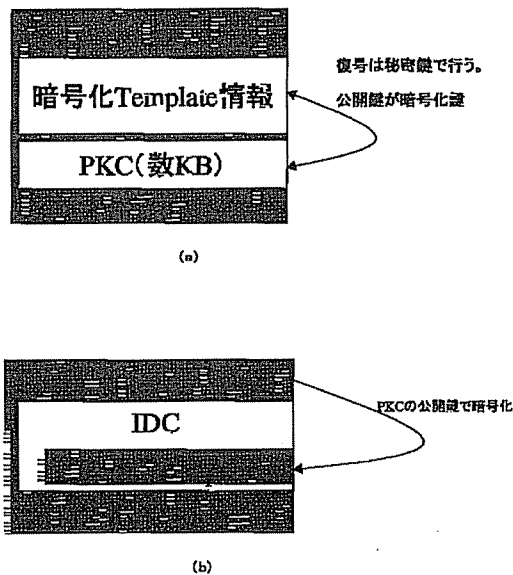 復号は秘密鍵で行う。
暗号化Template情報
公開鍵が暗号化鍵
PKC(数KB)
(a)
IDC
PKCの公開鍵で暗号化
(b)